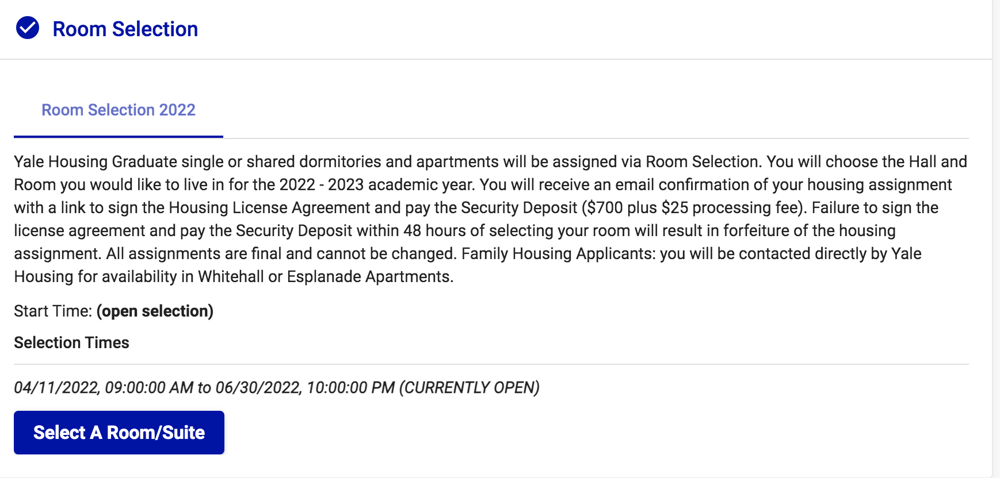 Room Selection
Room Selection 2022
Yale Housing Graduate single or shared dormitories and apartments will be assigned via Room Selection. You will choose the Hall and
Room you would like to live in for the 2022 - 2023 academic year. You will receive an email confirmation of your housing assignment
with a link to sign the Housing License Agreement and pay the Security Deposit ($700 plus $25 processing fee). Failure to sign the
license agreement and pay the Security Deposit within 48 hours of selecting your room will result in forfeiture of the housing
assignment. All assignments are final and cannot be changed. Family Housing Applicants: you will be contacted directly by Yale
Housing for availability in Whitehall or Esplanade Apartments.
Start Time: (open selection)
Selection Times
04/11/2022, 09:00:00 AM to 06/30/2022, 10:00:00 PM (CURRENTLY OPEN)
Select A Room/Suite